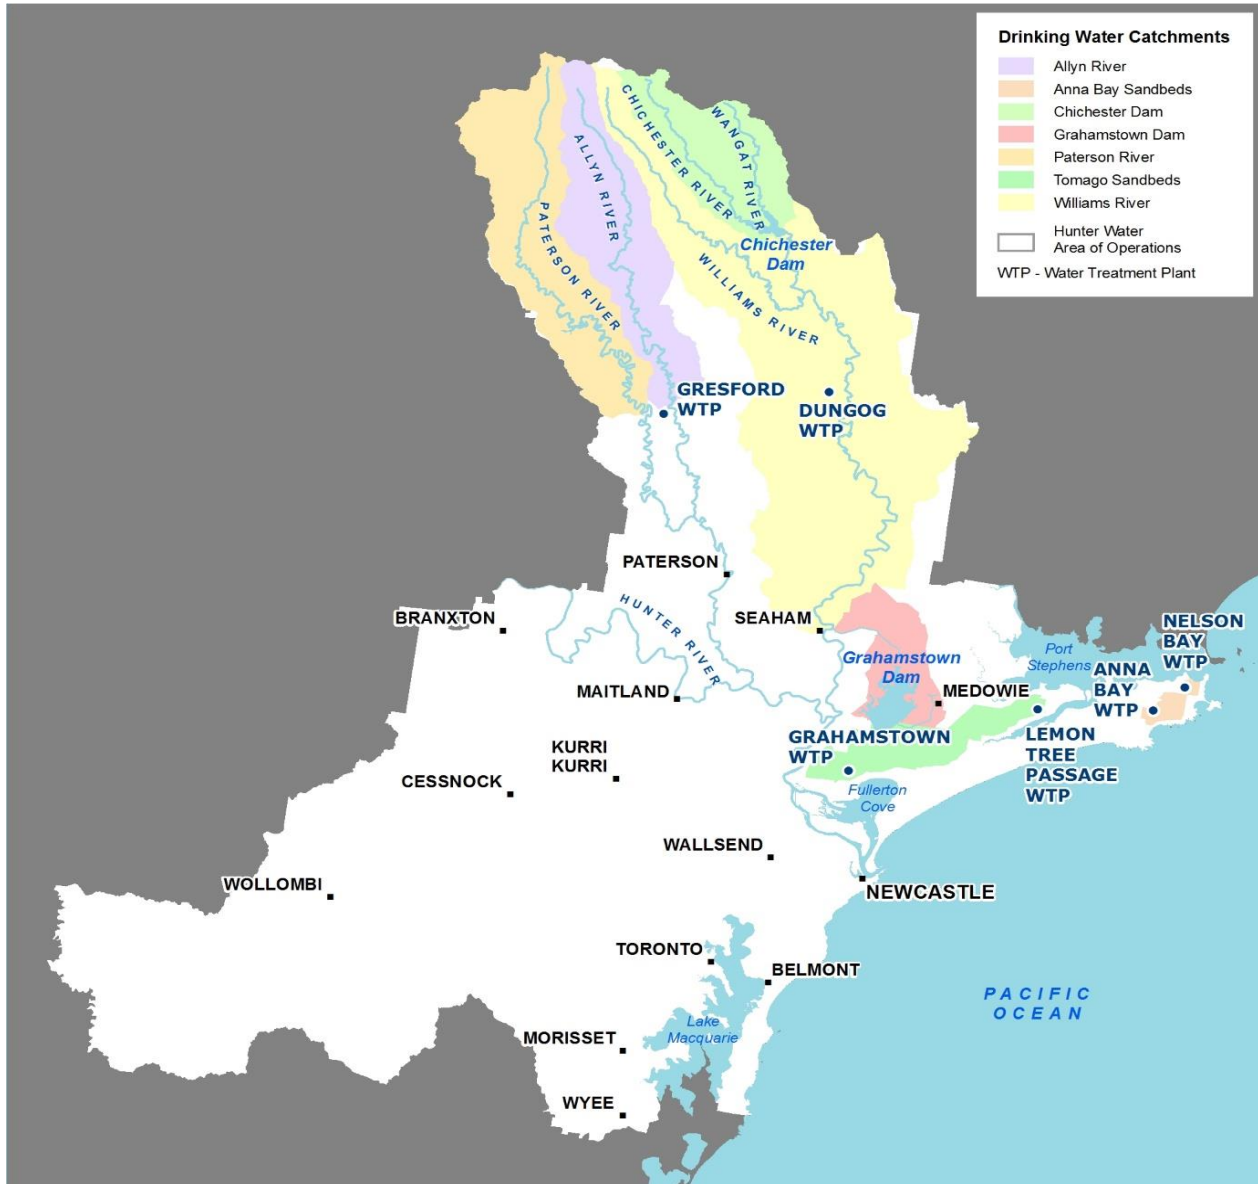 Drinking Water Catchments
Allyn River
Anna Bay Sandbeds
Chichester Dam
Grahamstown Dam
Paterson River
Tomago Sandbeds
Williams River
Hunter Water
Area of Operations
WTP - Water Treatment Plant
CHICHESTER RIVER
WANGAT RIVER
ALLYN RIVER
PATERSON RIVER
Chichester
Dam
WILLIAMS RIVER
GRESFORD
WTP
DUNGOG
WTP
PATERSON
BRANXTON
HUNTER RIVER
SEAHAM
NELSON
BAY
WTP
Port
Stephens
Grahamstown
Dam
ANNA
BAY
WTP
MAITLAND
MEDOWIE
GRAHAMSTOWN
WTP
LEMON
TREE
PASSAGE
WTP
KURRI
KURRI
CESSNOCK
Fullerton
Cove
WALLSEND
WOLLOMBI
NEWCASTLE
TORONTO
BELMONT
PACIFIC
OCEAN
Lake
Macquarie
MORISSET
WYEE